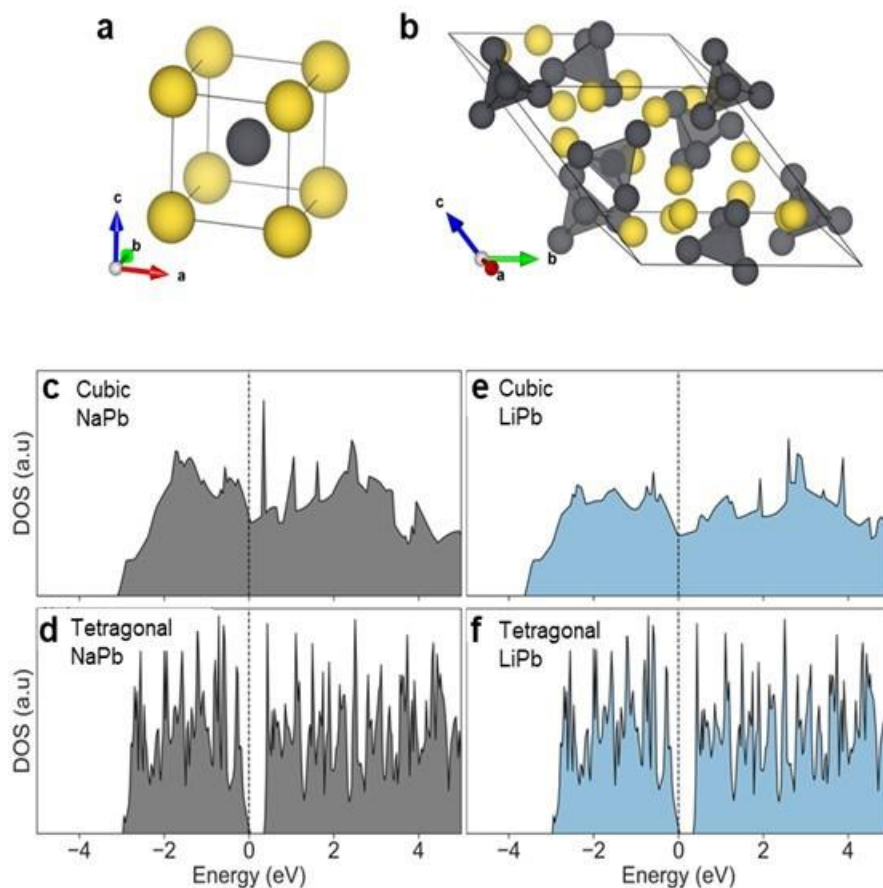 a
b
c
b
a
c
b
a
c
Cubic
NaPb
e
Cubic
LiPb
DOS (a.u)
d
Tetragonal
NaPb
f
Tetragonal
LiPb
DOS (a.u)
−4 −2 0 2 4
−4 −2 0 2 4
Energy (eV)
Energy (eV)